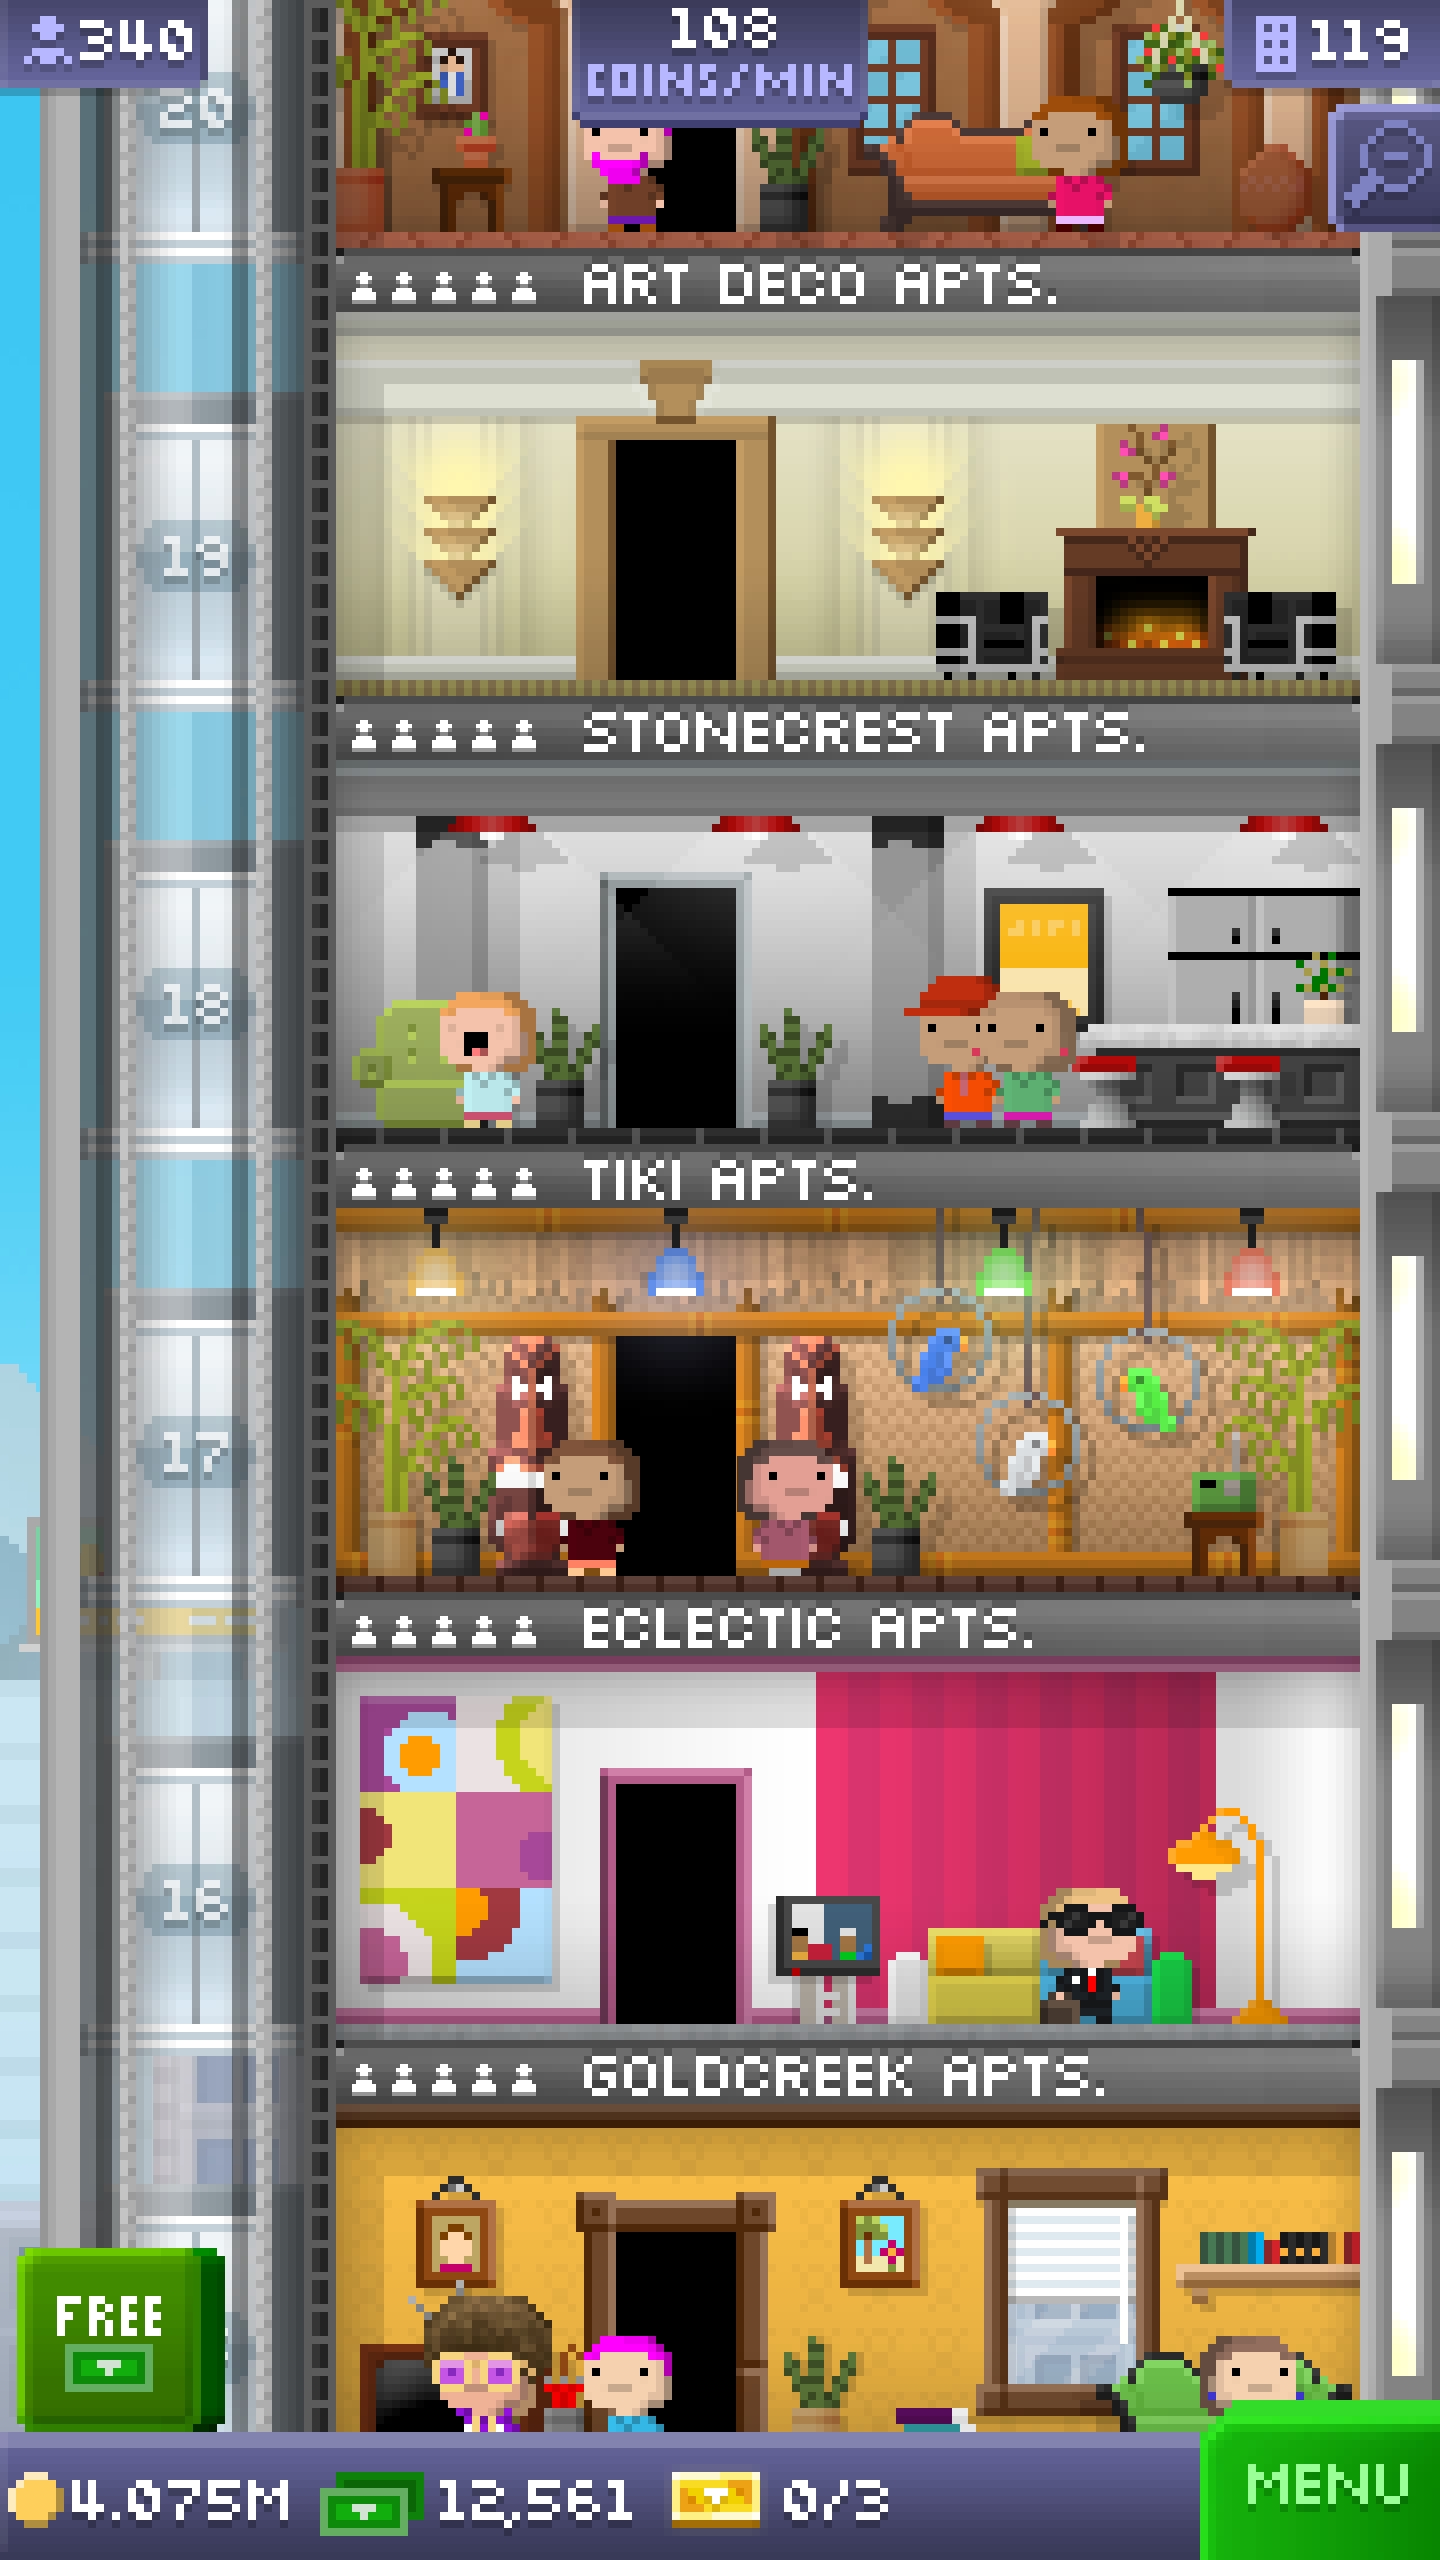 340
108
COINS/MIN
119
20
ART DECO APTS.
19
STONECREST APTS.
18
TIKI APTS.
17
ECLECTIC APTS.
16
GOLDCREEK APTS.
FREE
4.075M
12,561
0/3
MENU